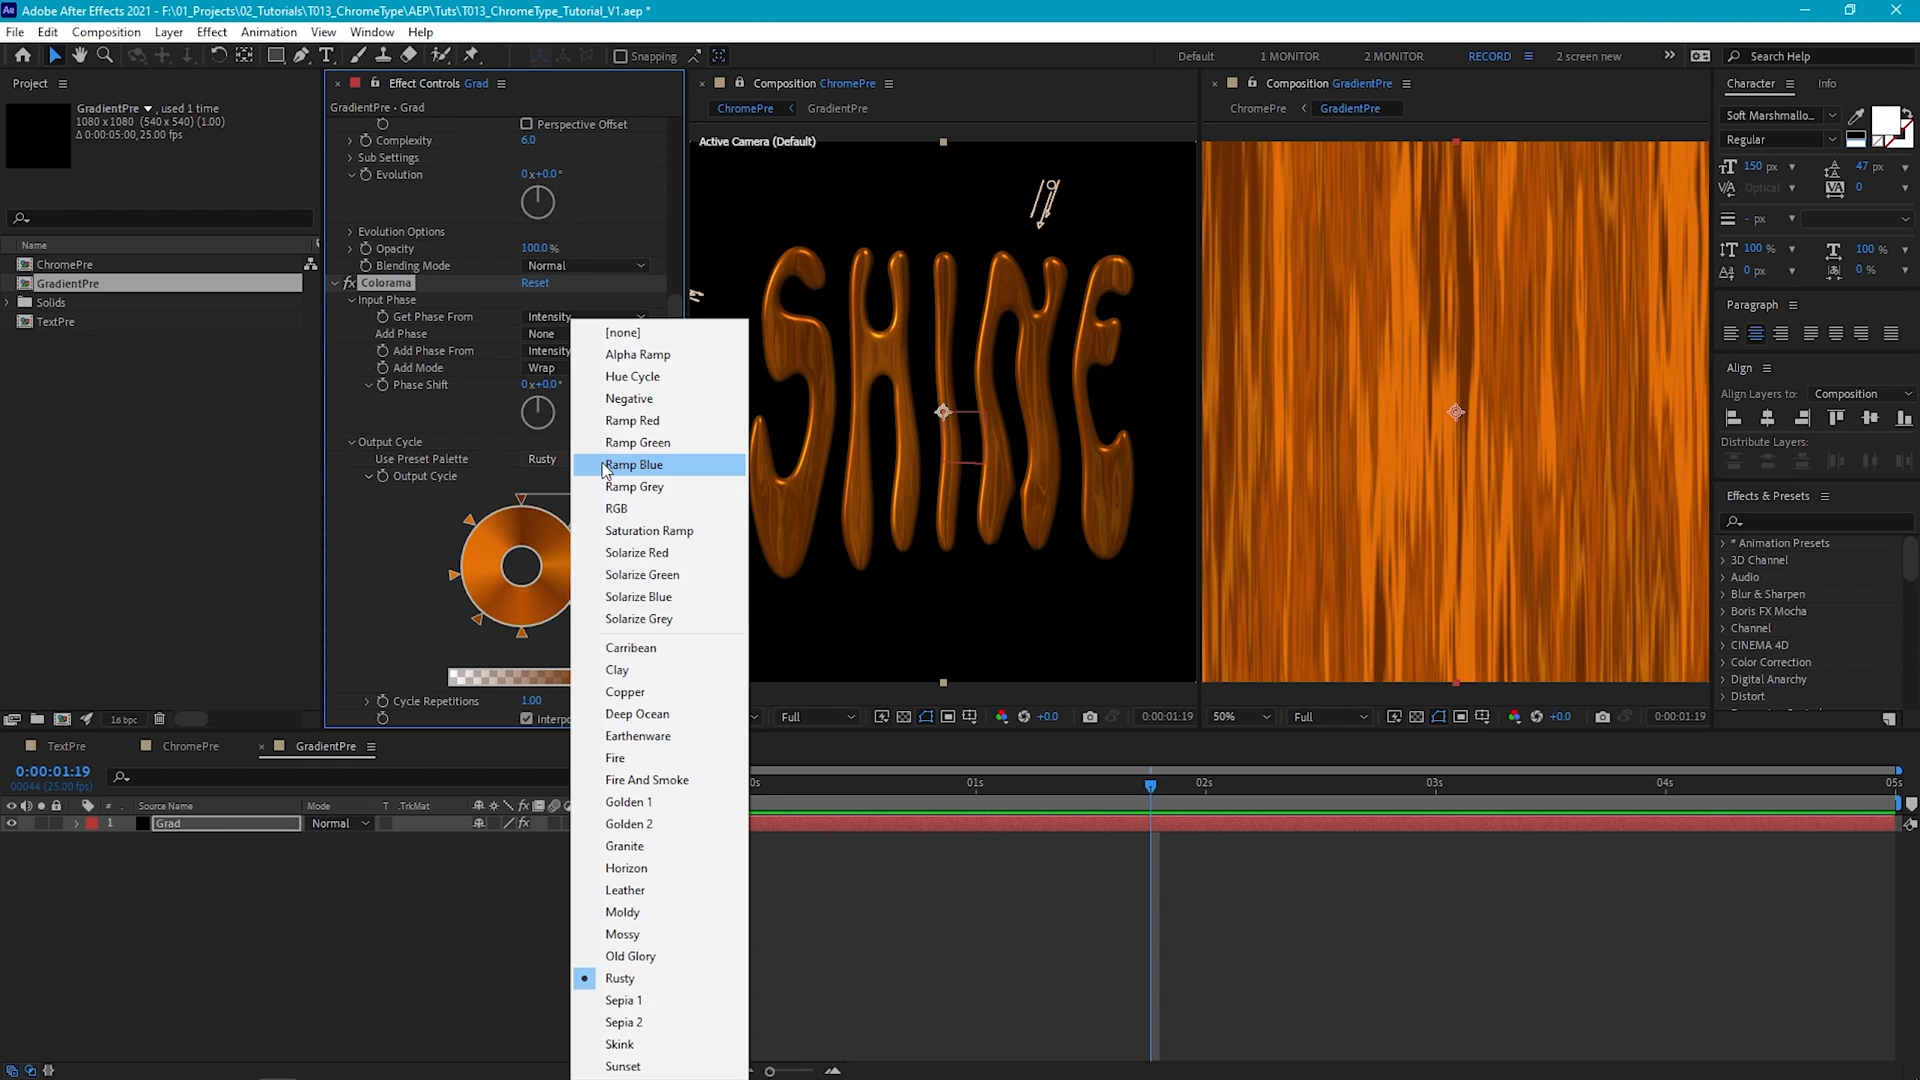 Ae Adobe After Effects 2021 - F:\01_Projects\02_Tutorials\T013_ChromeType\AEP\Tuts\T013_ChromeType_Tutorial_V1.aep *
File Edit Composition Layer Effect Animation View Window Help
Snapping Default 1 MONITOR 2 MONITOR RECORD 2 screen new Search Help
Project
GradientPre, used 1 time
1080 x 1080 (540 x 540) (1.00)
Δ 0:00:05:00, 25.00 fps
Name
ChromePre
GradientPre
Solids
TextPre
16 bpc
Effect Controls Grad
GradientPre • Grad
Perspective Offset
Complexity 6.0
Sub Settings
Evolution 0x+0.0°
Evolution Options
Opacity 100.0 %
Blending Mode Normal
fx Colorama Reset
Input Phase
Get Phase From Intensity
Add Phase None
Add Phase From Intensity
Add Mode Wrap
Phase Shift 0x+0.0°
Output Cycle
Use Preset Palette Rusty
Output Cycle
Cycle Repetitions 1.00
[none]
Alpha Ramp
Hue Cycle
Negative
Ramp Red
Ramp Green
Ramp Blue
Ramp Grey
RGB
Saturation Ramp
Solarize Red
Solarize Green
Solarize Blue
Solarize Grey
Carribean
Clay
Copper
Deep Ocean
Earthenware
Fire
Fire And Smoke
Golden 1
Golden 2
Granite
Horizon
Leather
Moldy
Mossy
Old Glory
Rusty
Sepia 1
Sepia 2
Skink
Sunset
Composition ChromePre
ChromePre GradientPre
Active Camera (Default)
SHINE
Full +0.0 0:00:01:19
Composition GradientPre
ChromePre GradientPre
50% Full +0.0 0:00:01:19
Character Info
Soft Marshmallo...
Regular
150 px 47 px
Optical 0
- px
100 % 100 %
0 px 0 %
Paragraph
Align
Align Layers to: Composition
Distribute Layers:
Effects & Presets
* Animation Presets
3D Channel
Audio
Blur & Sharpen
Boris FX Mocha
Channel
CINEMA 4D
Color Correction
Digital Anarchy
Distort
TextPre ChromePre GradientPre
0:00:01:19
00044 (25.00 fps)
# Source Name Mode T .TrkMat
1 Grad Normal
01s 02s 03s 04s 05s